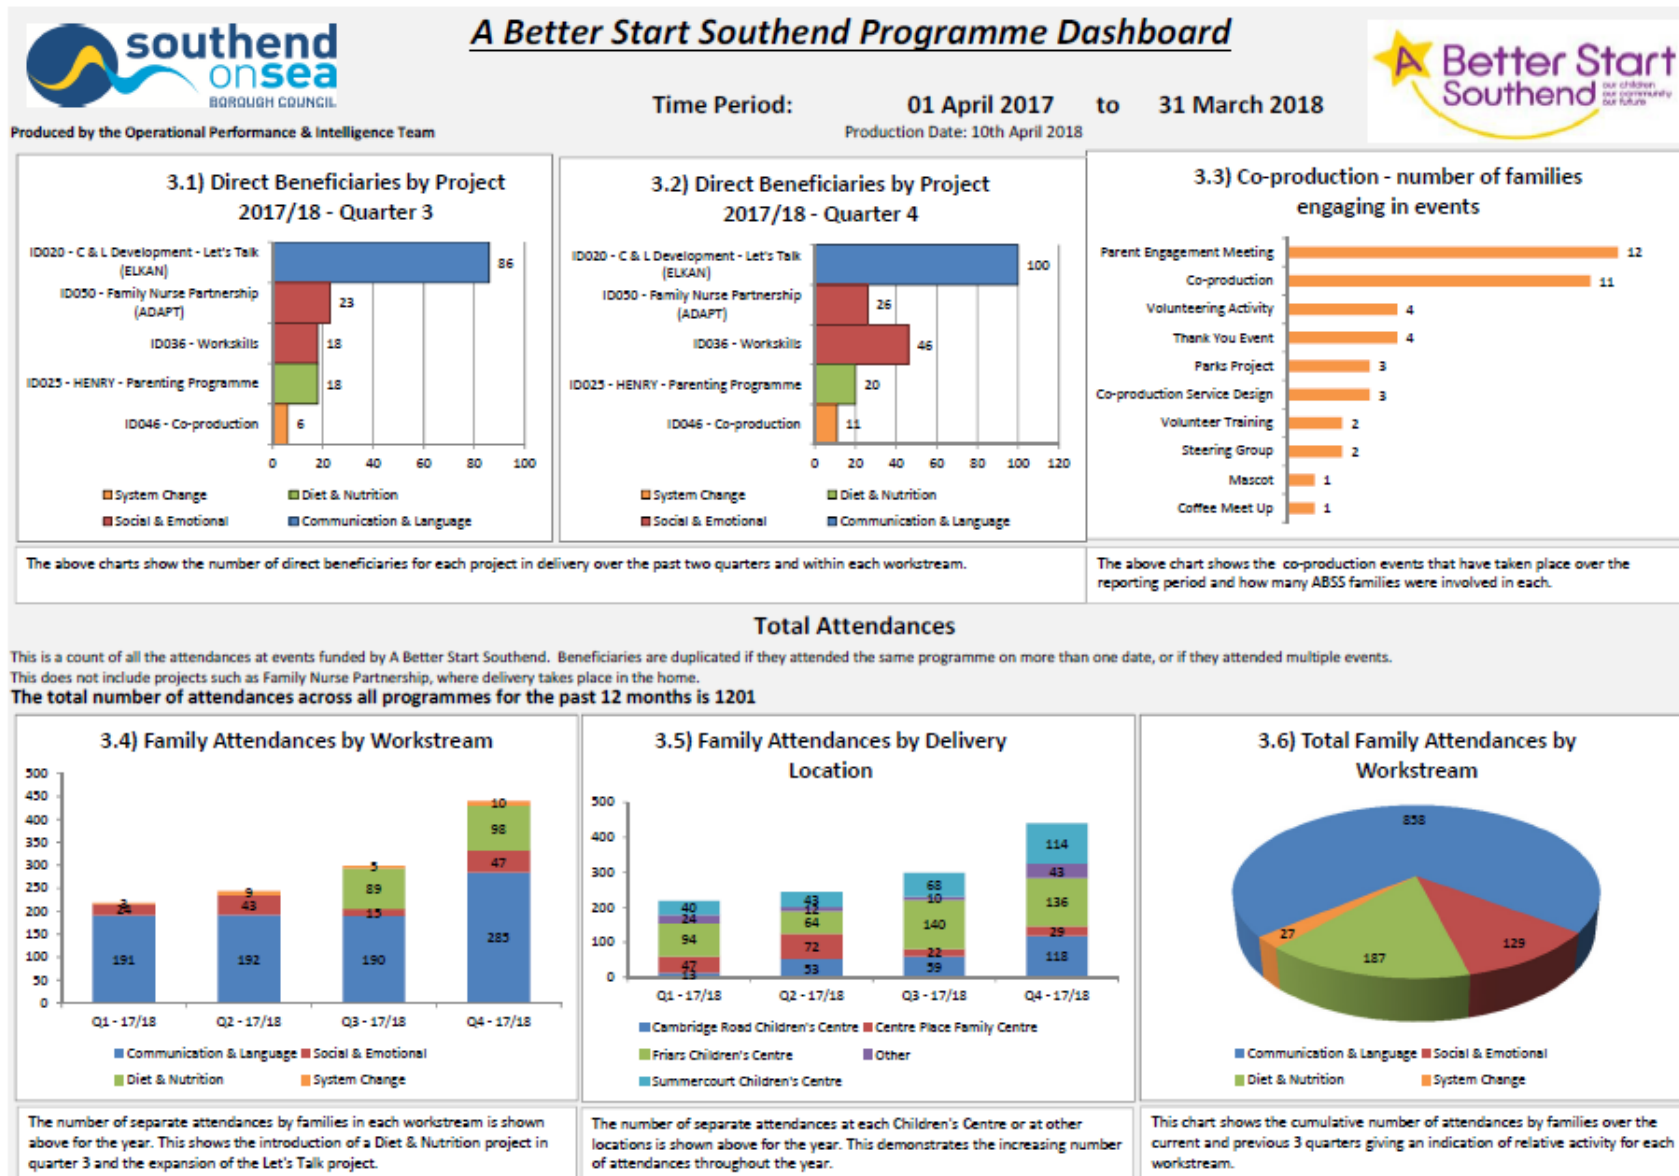 southend
onsea
BOROUGH COUNCIL
A Better Start Southend Programme Dashboard
A Better Start
Southend
our children
our community
our future
Time Period: 01 April 2017 to 31 March 2018
Produced by the Operational Performance & Intelligence Team
Production Date: 10th April 2018
3.1) Direct Beneficiaries by Project
2017/18 - Quarter 3
ID020 - C & L Development - Let's Talk
(ELKAN)
86
ID050 - Family Nurse Partnership
(ADAPT)
23
ID036 - Workskills
18
ID025 - HENRY - Parenting Programme
18
ID046 - Co-production
6
0 20 40 60 80 100
System Change Diet & Nutrition
Social & Emotional Communication & Language
3.2) Direct Beneficiaries by Project
2017/18 - Quarter 4
ID020 - C & L Development - Let's Talk
(ELKAN)
100
ID050 - Family Nurse Partnership
(ADAPT)
26
ID036 - Workskills
46
ID025 - HENRY - Parenting Programme
20
ID046 - Co-production
11
0 20 40 60 80 100 120
System Change Diet & Nutrition
Social & Emotional Communication & Language
3.3) Co-production - number of families
engaging in events
Parent Engagement Meeting 12
Co-production 11
Volunteering Activity 4
Thank You Event 4
Parks Project 3
Co-production Service Design 3
Volunteer Training 2
Steering Group 2
Mascot 1
Coffee Meet Up 1
The above charts show the number of direct beneficiaries for each project in delivery over the past two quarters and within each workstream.
The above chart shows the co-production events that have taken place over the
reporting period and how many ABSS families were involved in each.
Total Attendances
This is a count of all the attendances at events funded by A Better Start Southend. Beneficiaries are duplicated if they attended the same programme on more than one date, or if they attended multiple events.
This does not include projects such as Family Nurse Partnership, where delivery takes place in the home.
The total number of attendances across all programmes for the past 12 months is 1201
3.4) Family Attendances by Workstream
500
450
400
350
300
250
200
150
100
50
0
3
24
191
9
43
192
5
89
15
190
10
98
47
285
Q1 - 17/18 Q2 - 17/18 Q3 - 17/18 Q4 - 17/18
Communication & Language Social & Emotional
Diet & Nutrition System Change
3.5) Family Attendances by Delivery
Location
500
400
300
200
100
0
40
24
94
47
13
43
12
64
72
53
68
10
140
22
59
114
43
136
29
118
Q1 - 17/18 Q2 - 17/18 Q3 - 17/18 Q4 - 17/18
Cambridge Road Children's Centre Centre Place Family Centre
Friars Children's Centre Other
Summercourt Children's Centre
3.6) Total Family Attendances by
Workstream
858
27
187
129
Communication & Language Social & Emotional
Diet & Nutrition System Change
The number of separate attendances by families in each workstream is shown
above for the year. This shows the introduction of a Diet & Nutrition project in
quarter 3 and the expansion of the Let's Talk project.
The number of separate attendances at each Children's Centre or at other
locations is shown above for the year. This demonstrates the increasing number
of attendances throughout the year.
This chart shows the cumulative number of attendances by families over the
current and previous 3 quarters giving an indication of relative activity for each
workstream.